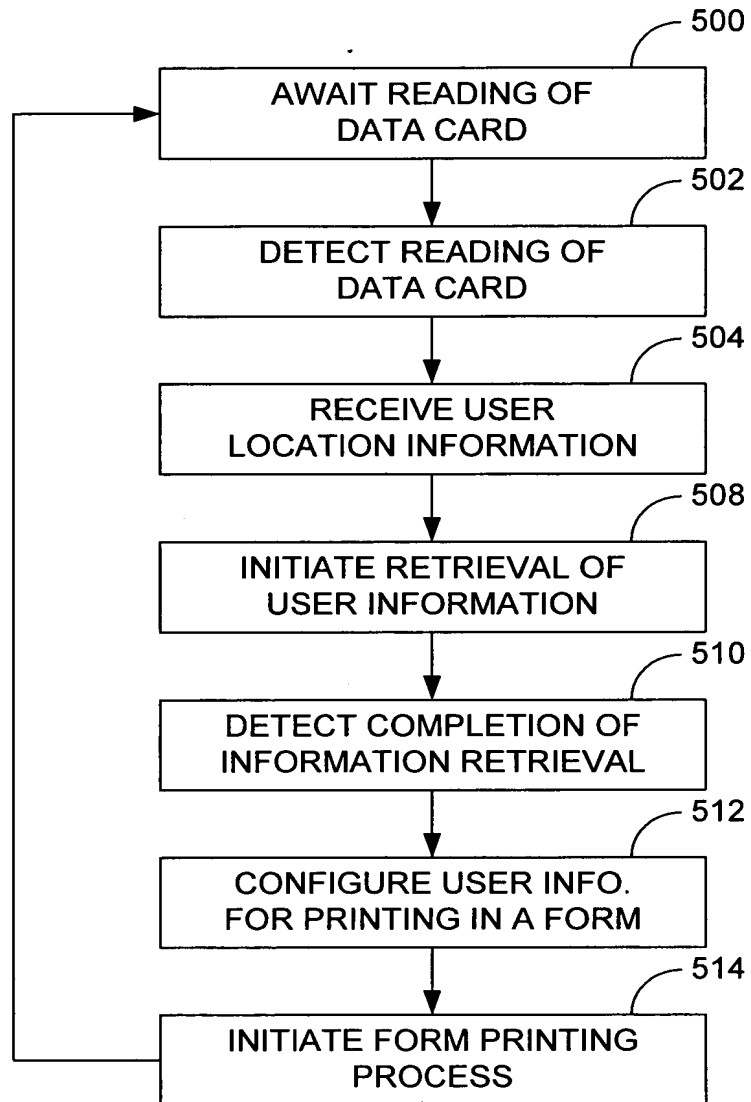 500
AWAIT READING OF
DATA CARD
502
DETECT READING OF
DATA CARD
504
RECEIVE USER
LOCATION INFORMATION
508
INITIATE RETRIEVAL OF
USER INFORMATION
510
DETECT COMPLETION OF
INFORMATION RETRIEVAL
512
CONFIGURE USER INFO.
FOR PRINTING IN A FORM
514
INITIATE FORM PRINTING
PROCESS